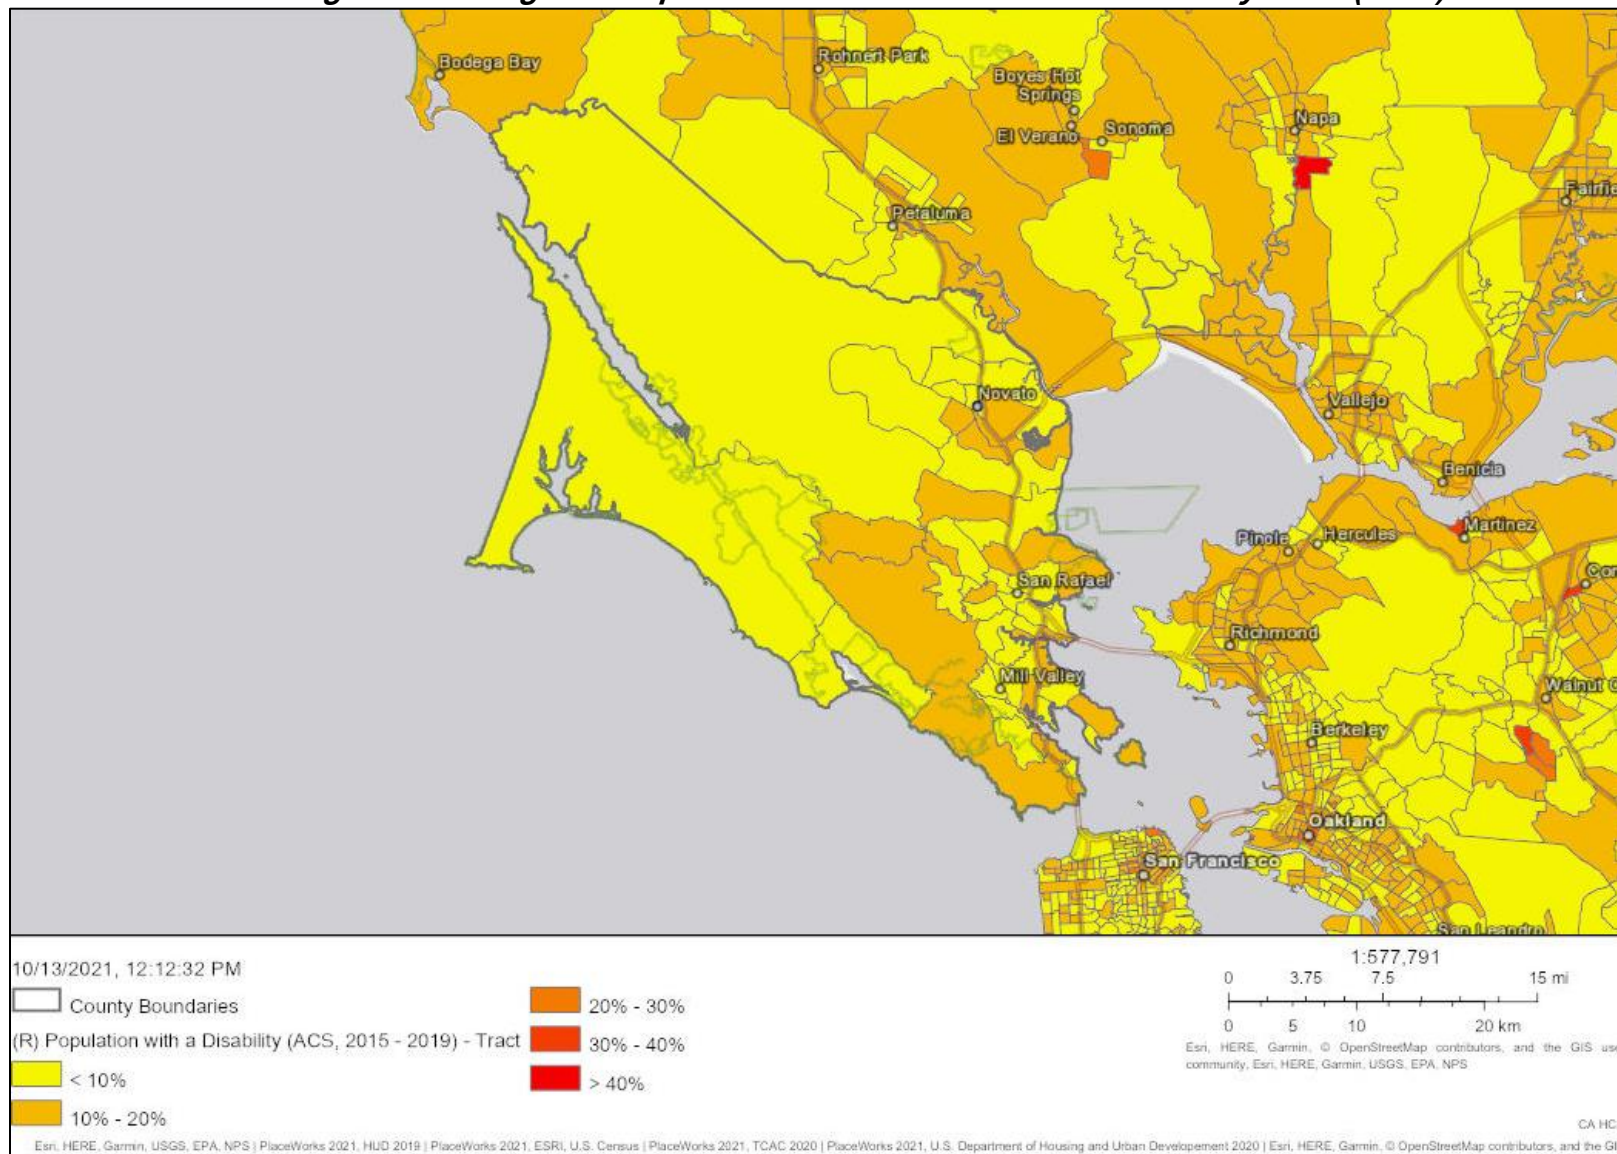 Bodega Bay
Rohnert Park
Boyes Hot
Springs
El Verano
Sonoma
Napa
Fairfie
Petaluma
Novato
Vallejo
Benicia
Martinez
Pinole
Hercules
Con
San Rafael
Richmond
Mill Valley
Walnut C
Berkeley
Oakland
San Francisco
San Leandro
10/13/2021, 12:12:32 PM
County Boundaries
(R) Population with a Disability (ACS, 2015 - 2019) - Tract
< 10%
10% - 20%
20% - 30%
30% - 40%
> 40%
1:577,791
0 3.75 7.5 15 mi
0 5 10 20 km
Esri, HERE, Garmin, © OpenStreetMap contributors, and the GIS use
community, Esri, HERE, Garmin, USGS, EPA, NPS
CA HC
Esri, HERE, Garmin, USGS, EPA, NPS | PlaceWorks 2021, HUD 2019 | PlaceWorks 2021, ESRI, U.S. Census | PlaceWorks 2021, TCAC 2020 | PlaceWorks 2021, U.S. Department of Housing and Urban Developement 2020 | Esri, HERE, Garmin, © OpenStreetMap contributors, and the GI